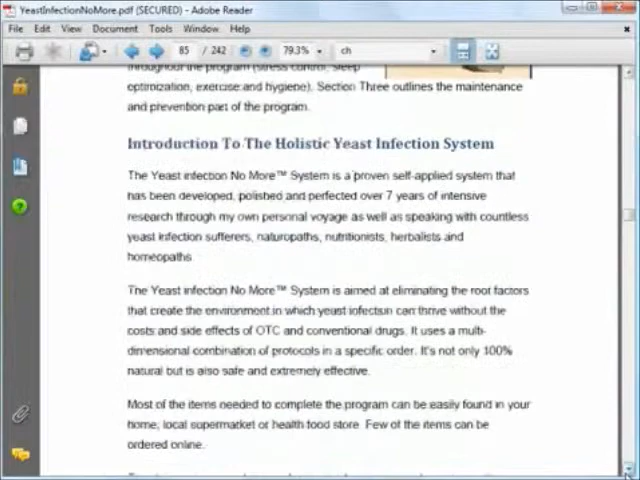 YeastInfectionNoMore.pdf (SECURED) - Adobe Reader
File Edit View Document Tools Window Help
85 / 242 79.3% ch
throughout the program (stress control, sleep
optimization, exercise and hygiene). Section Three outlines the maintenance
and prevention part of the program.
Introduction To The Holistic Yeast Infection System
The Yeast infection No More™ System is a proven self-applied system that
has been developed, polished and perfected over 7 years of intensive
research through my own personal voyage as well as speaking with countless
yeast infection sufferers, naturopaths, nutritionists, herbalists and
homeopaths.
The Yeast infection No More™ System is aimed at eliminating the root factors
that create the environment in which yeast infection can thrive without the
costs and side effects of OTC and conventional drugs. It uses a multi-
dimensional combination of protocols in a specific order. It's not only 100%
natural but is also safe and extremely effective.
Most of the items needed to complete the program can be easily found in your
home, local supermarket or health food store. Few of the items can be
ordered online.